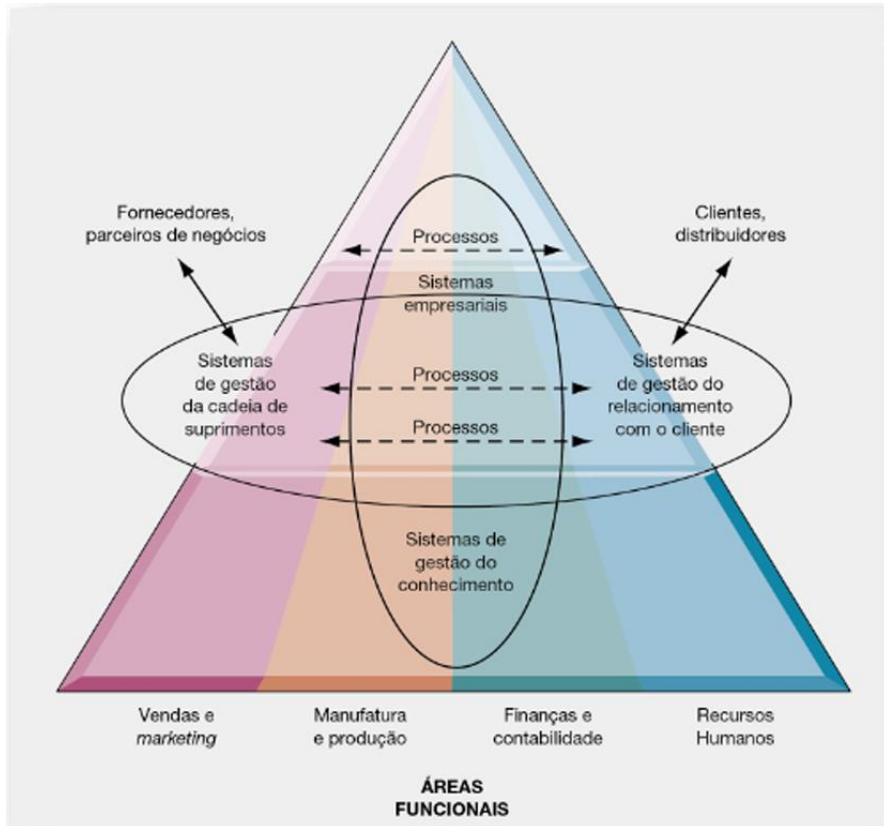 Fornecedores,
parceiros de negócios
Clientes,
distribuidores
Processos
Sistemas
empresariais
Sistemas
de gestão
da cadeia de
suprimentos
Processos
Processos
Sistemas
de gestão do
relacionamento
com o cliente
Sistemas de
gestão do
conhecimento
Vendas e
marketing
Manufatura
e produção
Finanças e
contabilidade
Recursos
Humanos
ÁREAS
FUNCIONAIS